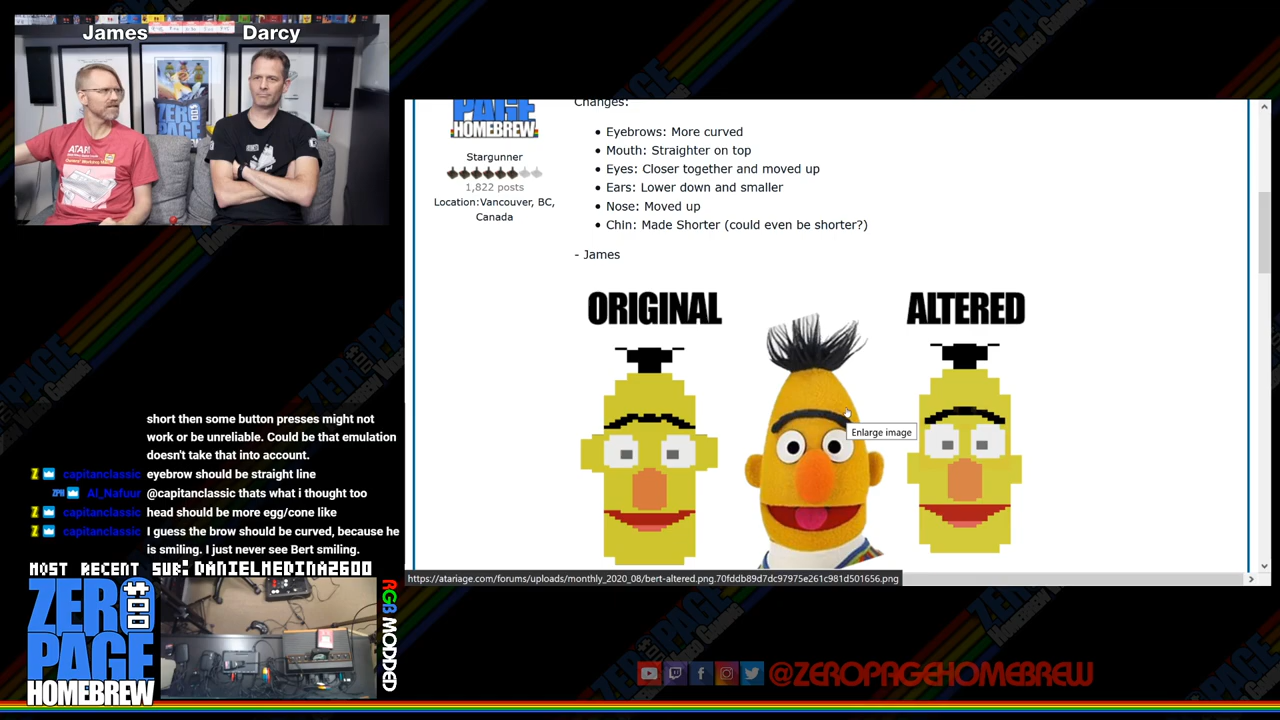 James
Darcy
ATARI
ZERO
PAGE
PAGE
HOMEBREW
Stargunner
1,822 posts
Location:Vancouver, BC,
Canada
Changes:
• Eyebrows: More curved
• Mouth: Straighter on top
• Eyes: Closer together and moved up
• Ears: Lower down and smaller
• Nose: Moved up
• Chin: Made Shorter (could even be shorter?)
- James
ORIGINAL
ALTERED
Enlarge image
short then some button presses might not
work or be unreliable. Could be that emulation
doesn't take that into account.
Z capitanclassic eyebrow should be straight line
ZPH Al_Nafuur @capitanclassic thats what i thought too
Z capitanclassic head should be more egg/cone like
Z capitanclassic I guess the brow should be curved, because he
is smiling. I just never see Bert smiling.
MOST RECENT SUB: DANIELMEDINA2600
https://atariage.com/forums/uploads/monthly_2020_08/bert-altered.png.70fddb89d7dc97975e261c981d501656.png
ZERO
PAGE
HOMEBREW
RGB MODDED
@ZEROPAGEHOMEBREW